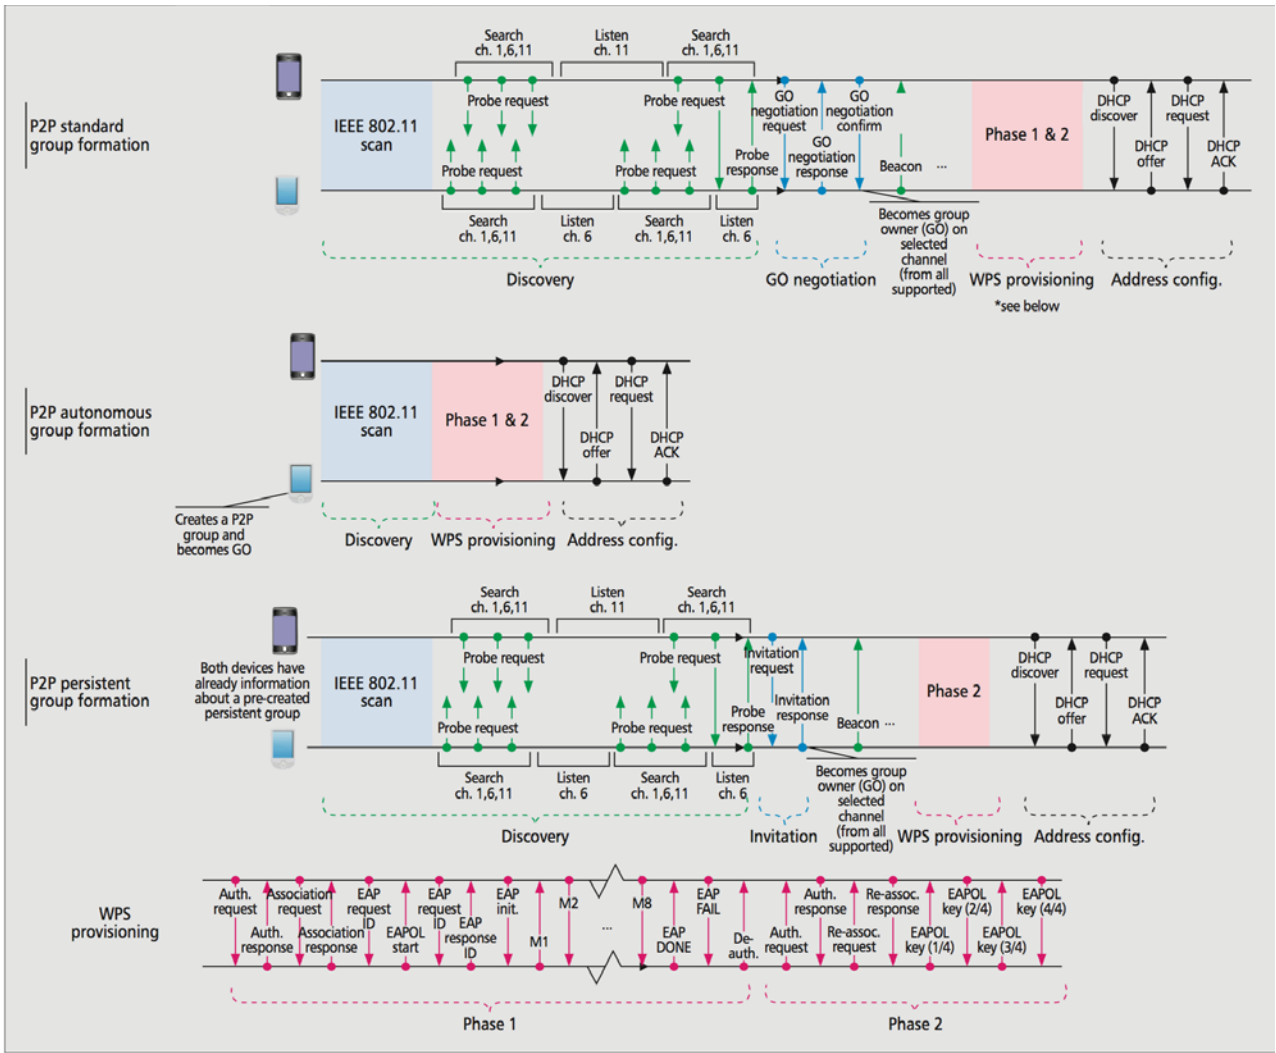 Search
ch. 1,6,11
Listen
ch. 11
Search
ch. 1,6,11
P2P standard
group formation
IEEE 802.11
scan
Probe request
Probe request
Probe request
Probe request
Probe
response
GO
negotiation
request
GO
negotiation
response
GO
negotiation
confirm
Beacon
...
Phase 1 & 2
DHCP
discover
DHCP
offer
DHCP
request
DHCP
ACK
Search
ch. 1,6,11
Listen
ch. 6
Search
ch. 1,6,11
Listen
ch. 6
Becomes group
owner (GO) on
selected
channel
(from all
supported)
Discovery
GO negotiation
WPS provisioning
*see below
Address config.
P2P autonomous
group formation
IEEE 802.11
scan
Phase 1 & 2
DHCP
discover
DHCP
offer
DHCP
request
DHCP
ACK
Creates a P2P
group and
becomes GO
Discovery
WPS provisioning
Address config.
Search
ch. 1,6,11
Listen
ch. 11
Search
ch. 1,6,11
P2P persistent
group formation
Both devices have
already information
about a pre-created
persistent group
IEEE 802.11
scan
Probe request
Probe request
Probe request
Probe request
Probe
response
Invitation
request
Invitation
response
Beacon
...
Phase 2
DHCP
discover
DHCP
offer
DHCP
request
DHCP
ACK
Search
ch. 1,6,11
Listen
ch. 6
Search
ch. 1,6,11
Listen
ch. 6
Becomes group
owner (GO) on
selected
channel
(from all
supported)
Discovery
Invitation
WPS provisioning
Address config.
WPS
provisioning
Auth.
request
Auth.
response
Association
request
Association
response
EAP
request
ID
EAPOL
start
EAP
request
ID
EAP
response
ID
EAP
init.
M1
M2
...
M8
EAP
DONE
EAP
FAIL
De-
auth.
Auth.
request
Auth.
response
Re-assoc.
request
Re-assoc.
response
EAPOL
key (1/4)
EAPOL
key (2/4)
EAPOL
key (3/4)
EAPOL
key (4/4)
Phase 1
Phase 2